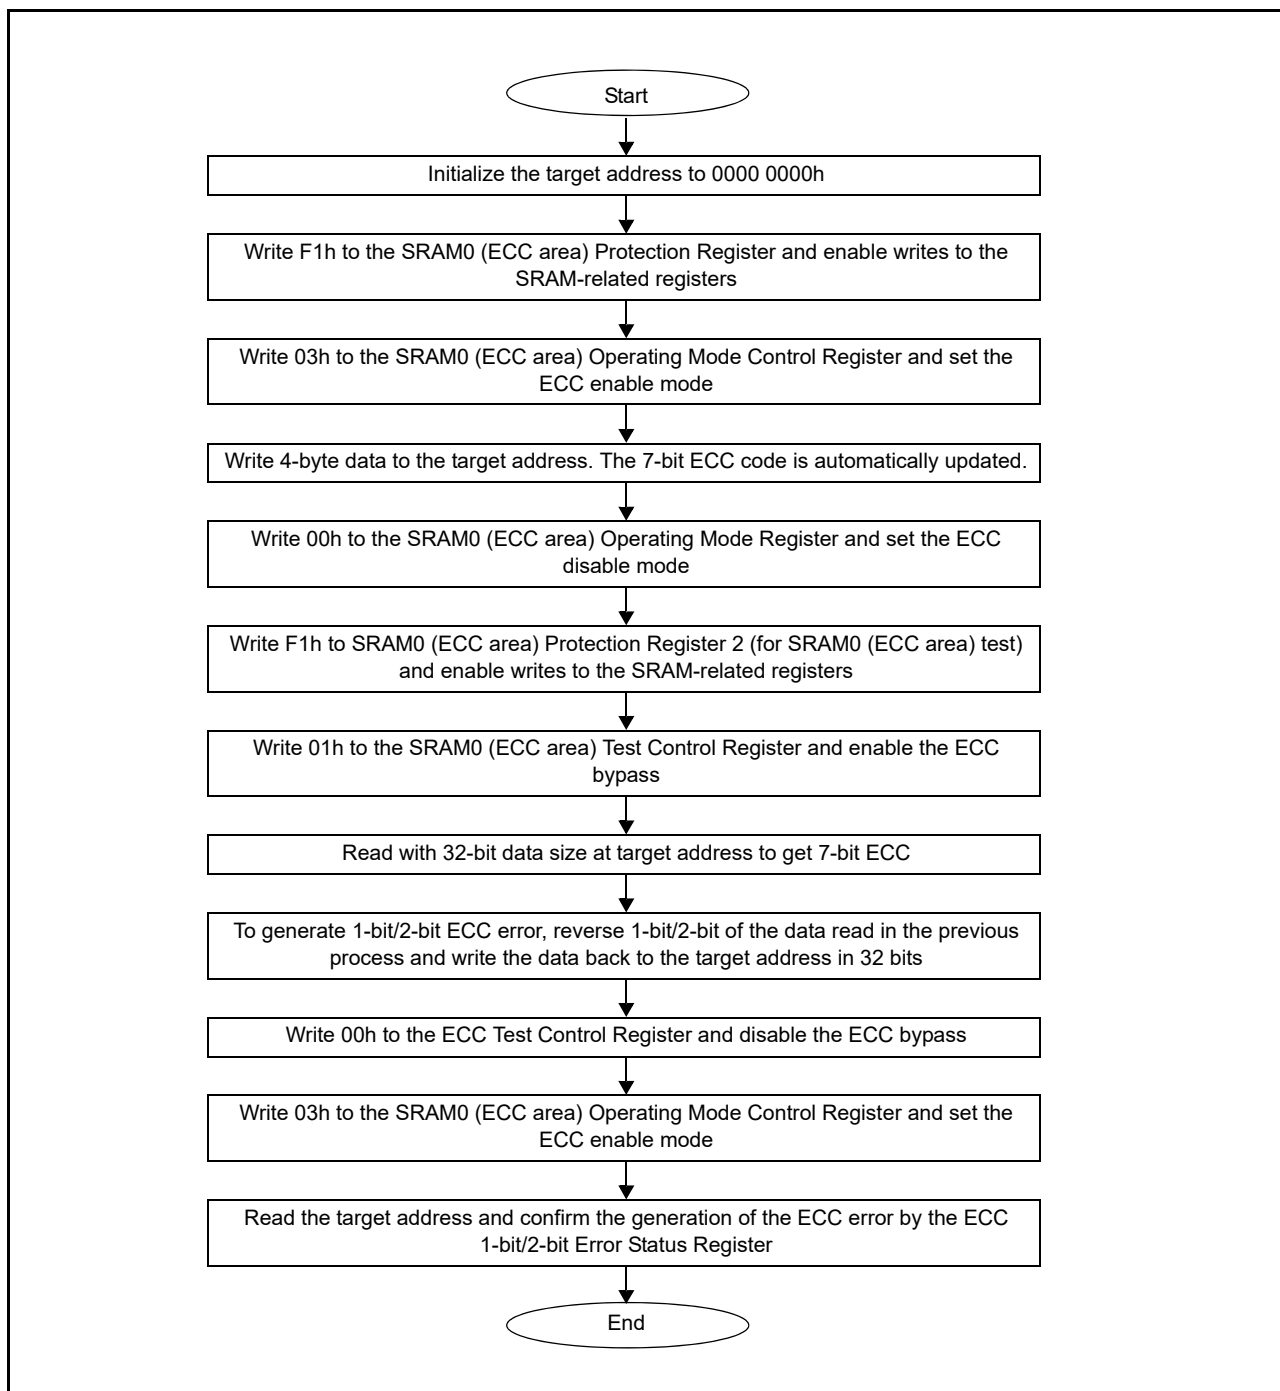 Start
Initialize the target address to 0000 0000h
Write F1h to the SRAM0 (ECC area) Protection Register and enable writes to the
SRAM-related registers
Write 03h to the SRAM0 (ECC area) Operating Mode Control Register and set the
ECC enable mode
Write 4-byte data to the target address. The 7-bit ECC code is automatically updated.
Write 00h to the SRAM0 (ECC area) Operating Mode Register and set the ECC
disable mode
Write F1h to SRAM0 (ECC area) Protection Register 2 (for SRAM0 (ECC area) test)
and enable writes to the SRAM-related registers
Write 01h to the SRAM0 (ECC area) Test Control Register and enable the ECC
bypass
Read with 32-bit data size at target address to get 7-bit ECC
To generate 1-bit/2-bit ECC error, reverse 1-bit/2-bit of the data read in the previous
process and write the data back to the target address in 32 bits
Write 00h to the ECC Test Control Register and disable the ECC bypass
Write 03h to the SRAM0 (ECC area) Operating Mode Control Register and set the
ECC enable mode
Read the target address and confirm the generation of the ECC error by the ECC
1-bit/2-bit Error Status Register
End